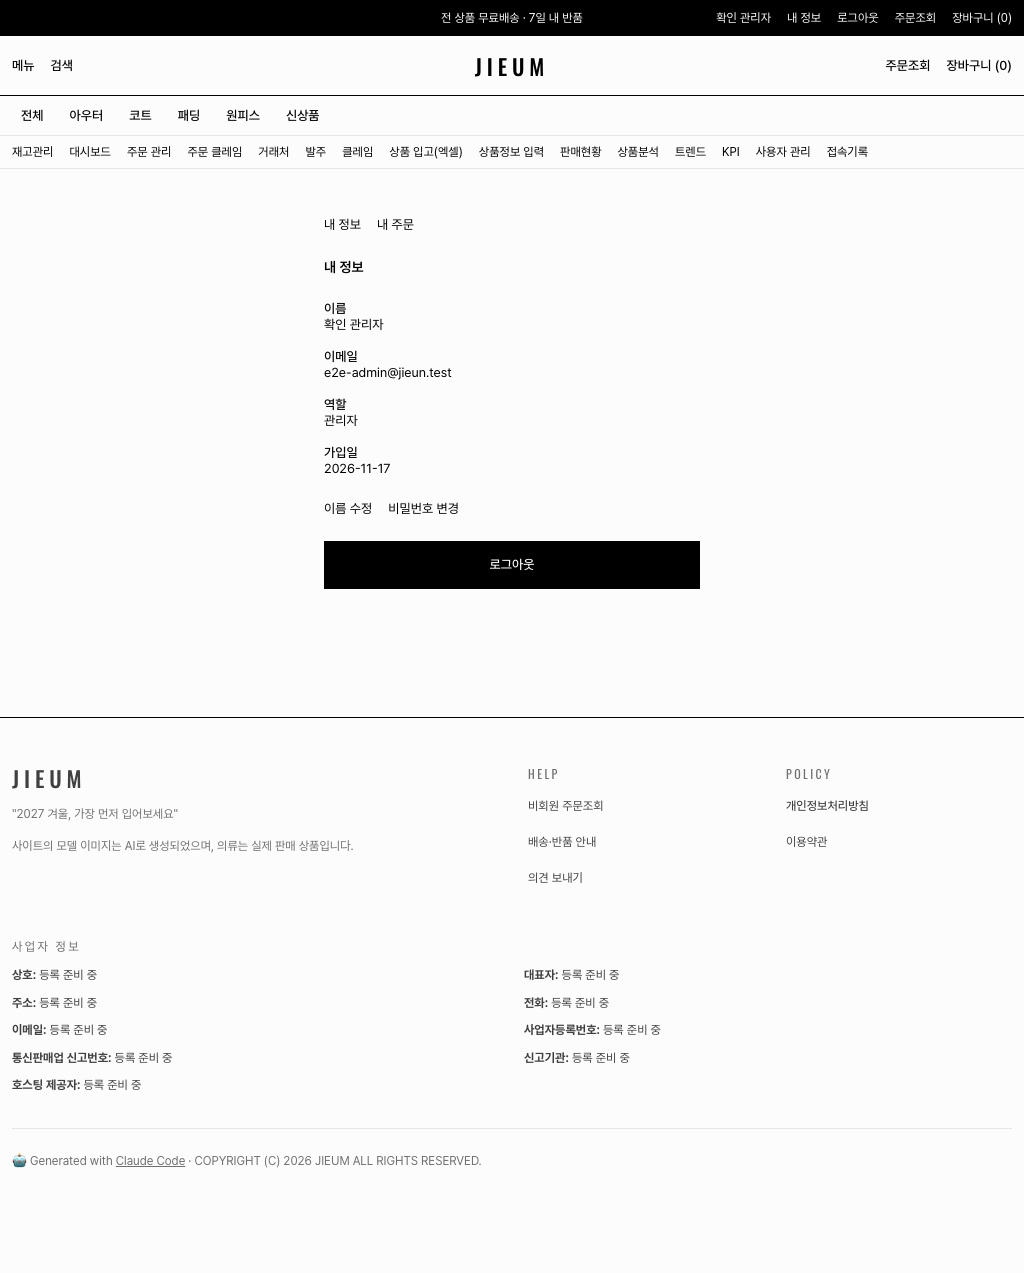 전 상품 무료배송 · 7일 내 반품 확인 관리자 내 정보 로그아웃 주문조회 장바구니 (0)
메뉴 검색 JIEUM 주문조회 장바구니 (0)
전체 아우터 코트 패딩 원피스 신상품
재고관리 대시보드 주문 관리 주문 클레임 거래처 발주 클레임 상품 입고(엑셀) 상품정보 입력 판매현황 상품분석 트렌드 KPI 사용자 관리 접속기록
내 정보 내 주문
내 정보
이름
확인 관리자
이메일
e2e-admin@jieun.test
역할
관리자
가입일
2026-11-17
이름 수정 비밀번호 변경
로그아웃
JIEUM
"2027 겨울, 가장 먼저 입어보세요"
사이트의 모델 이미지는 AI로 생성되었으며, 의류는 실제 판매 상품입니다.
HELP
비회원 주문조회
배송·반품 안내
의견 보내기
POLICY
개인정보처리방침
이용약관
사업자 정보
상호: 등록 준비 중
대표자: 등록 준비 중
주소: 등록 준비 중
전화: 등록 준비 중
이메일: 등록 준비 중
사업자등록번호: 등록 준비 중
통신판매업 신고번호: 등록 준비 중
신고기관: 등록 준비 중
호스팅 제공자: 등록 준비 중
Generated with Claude Code · COPYRIGHT (C) 2026 JIEUM ALL RIGHTS RESERVED.